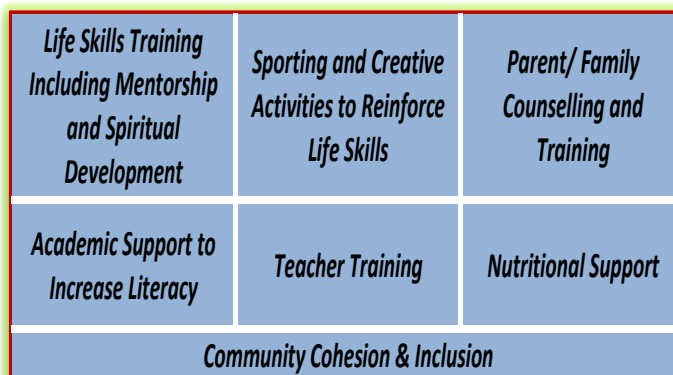 Life Skills Training
Including Mentorship
and Spiritual
Development
Sporting and Creative
Activities to Reinforce
Life Skills
Parent/ Family
Counselling and
Training
Academic Support to
Increase Literacy
Teacher Training
Nutritional Support
Community Cohesion & Inclusion